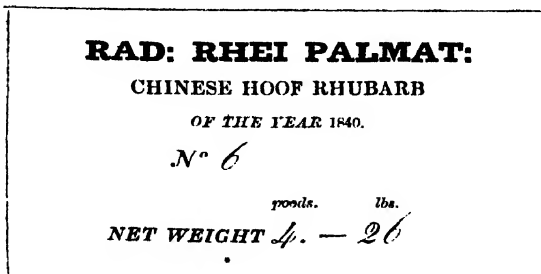 RAD: RHEI PALMAT:
CHINESE HOOF RHUBARB
OF THE YEAR 1840.
Nº 6
poods. lbs.
NET WEIGHT 4. — 26